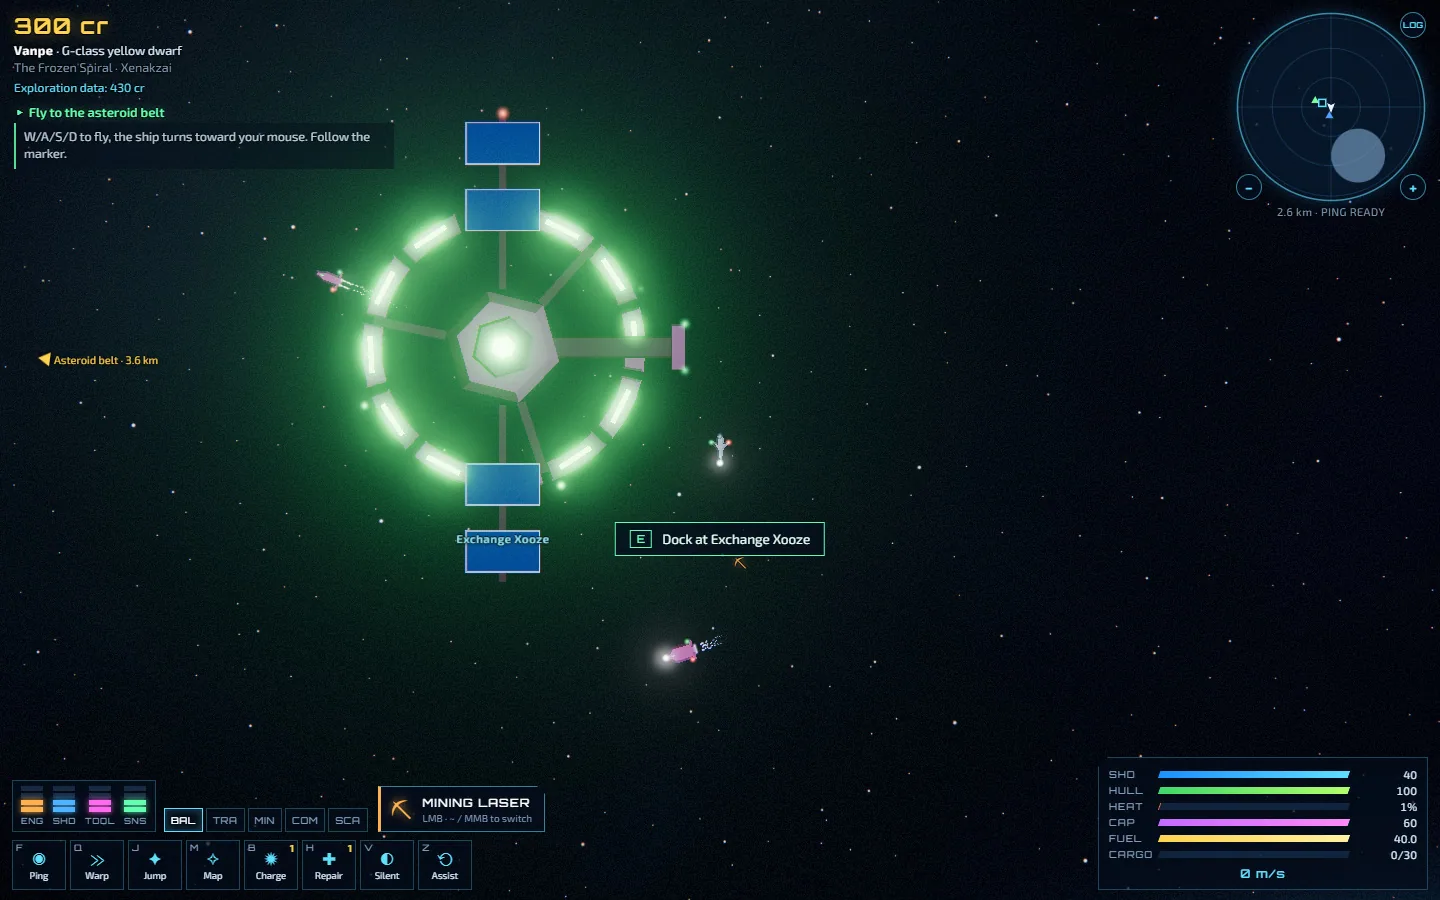 300 cr
Vanpe · G-class yellow dwarf
The Frozen Spiral · Xenakzai
Exploration data: 430 cr
Fly to the asteroid belt
W/A/S/D to fly, the ship turns toward your mouse. Follow the
marker.
LOG
-
+
2.6 km · PING READY
Asteroid belt · 3.6 km
E Dock at Exchange Xooze
Exchange Xooze
ENG SHD TOOL SNS
BAL TRA MIN COM SCA
MINING LASER
LMB · ~ / MMB to switch
F Ping
Q Warp
J Jump
M Map
B 1 Charge
H 1 Repair
V Silent
Z Assist
SHD 40
HULL 100
HEAT 1%
CAP 60
FUEL 40.0
CARGO 0/30
0 m/s